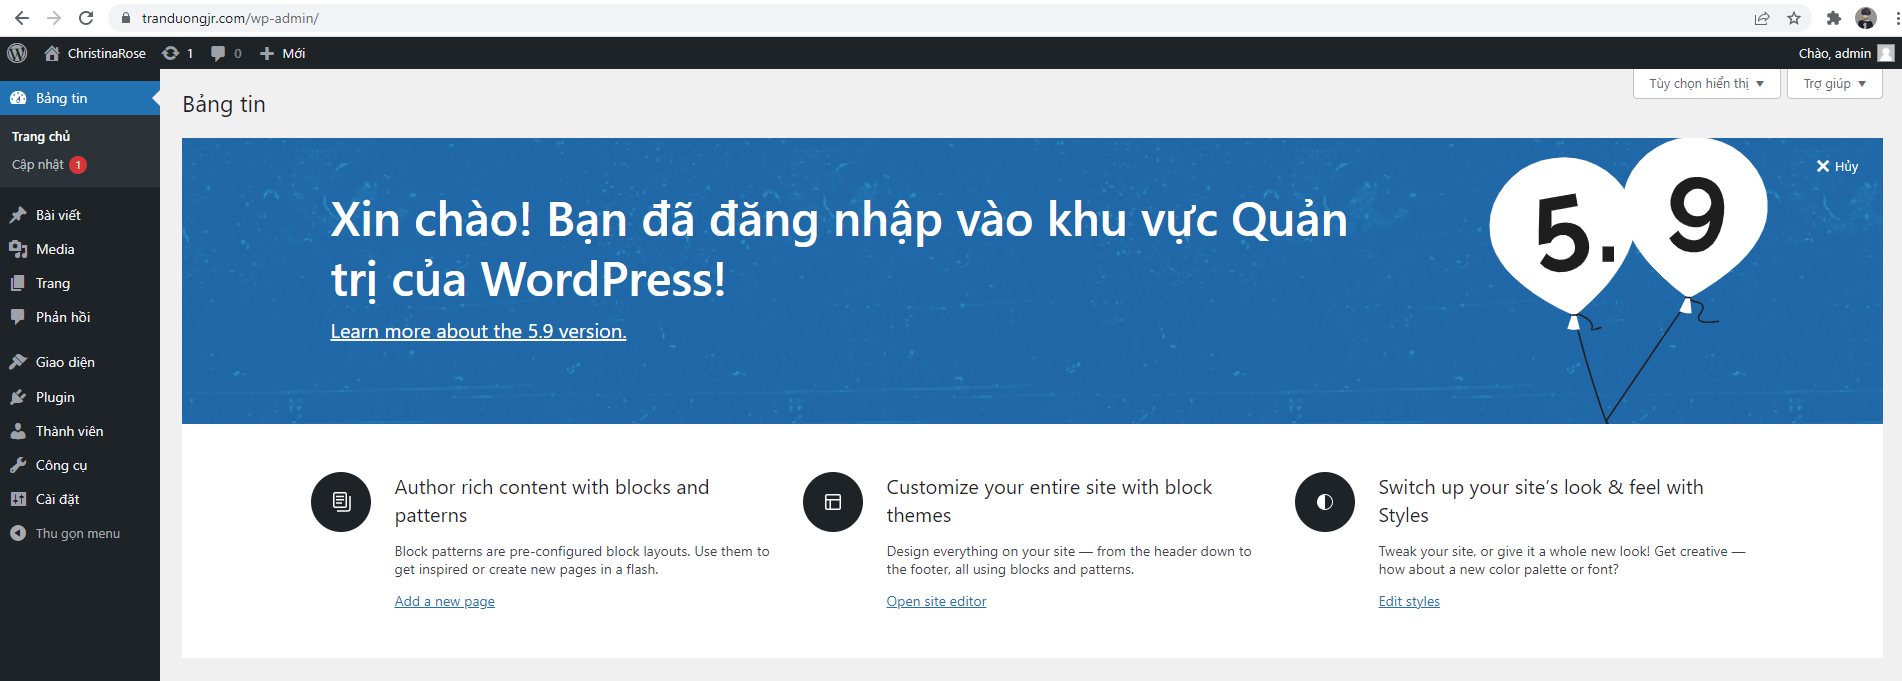 tranduongjr.com/wp-admin/
ChristinaRose
1
0
Mới
Chào, admin
Bảng tin
Trang chủ
Cập nhật 1
Bài viết
Media
Trang
Phản hồi
Giao diện
Plugin
Thành viên
Công cụ
Cài đặt
Thu gọn menu
Bảng tin
Tùy chọn hiển thị
Trợ giúp
Xin chào! Bạn đã đăng nhập vào khu vực Quản
trị của WordPress!
Learn more about the 5.9 version.
5.9
Hủy
Author rich content with blocks and
patterns
Block patterns are pre-configured block layouts. Use them to
get inspired or create new pages in a flash.
Add a new page
Customize your entire site with block
themes
Design everything on your site — from the header down to
the footer, all using blocks and patterns.
Open site editor
Switch up your site’s look & feel with
Styles
Tweak your site, or give it a whole new look! Get creative —
how about a new color palette or font?
Edit styles